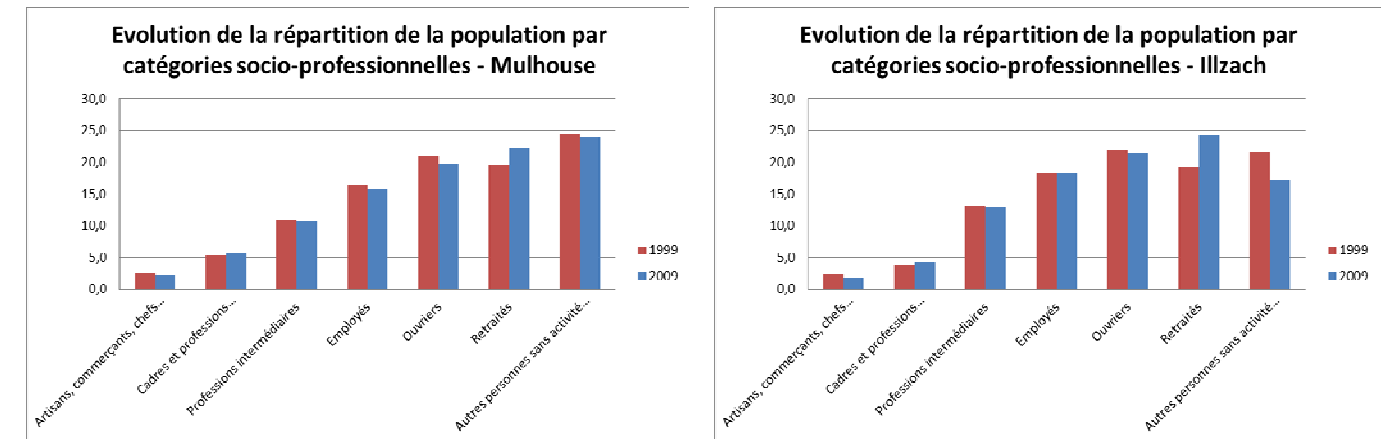 Evolution de la répartition de la population par
catégories socio-professionnelles - Mulhouse
30,0
25,0
20,0
15,0
10,0
5,0
0,0
1999
2009
Artisans, commerçants, chefs...
Cadres et professions...
Professions intermédiaires
Employés
Ouvriers
Retraités
Autres personnes sans activité...
Evolution de la répartition de la population par
catégories socio-professionnelles - Illzach
30,0
25,0
20,0
15,0
10,0
5,0
0,0
1999
2009
Artisans, commerçants, chefs...
Cadres et professions...
Professions intermédiaires
Employés
Ouvriers
Retraités
Autres personnes sans activité...